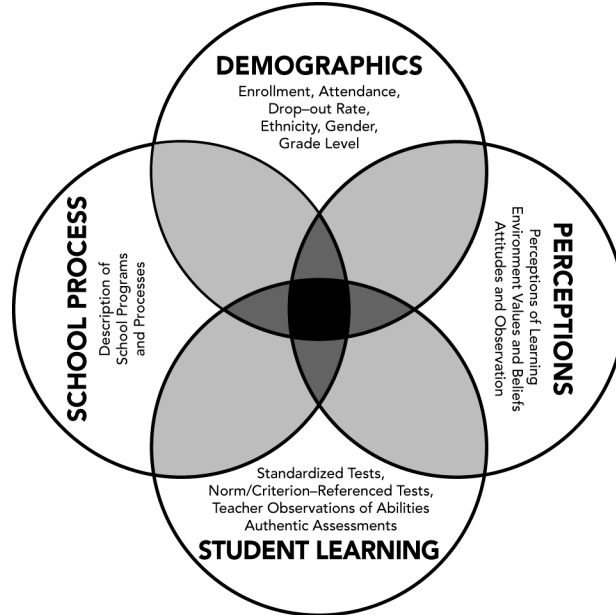 DEMOGRAPHICS
Enrollment, Attendance,
Drop–out Rate,
Ethnicity, Gender,
Grade Level
SCHOOL PROCESS
Description of
School Programs
and Processes
PERCEPTIONS
Perceptions of Learning
Environment Values and Beliefs
Attitudes and Observation
Standardized Tests,
Norm/Criterion–Referenced Tests,
Teacher Observations of Abilities
Authentic Assessments
STUDENT LEARNING